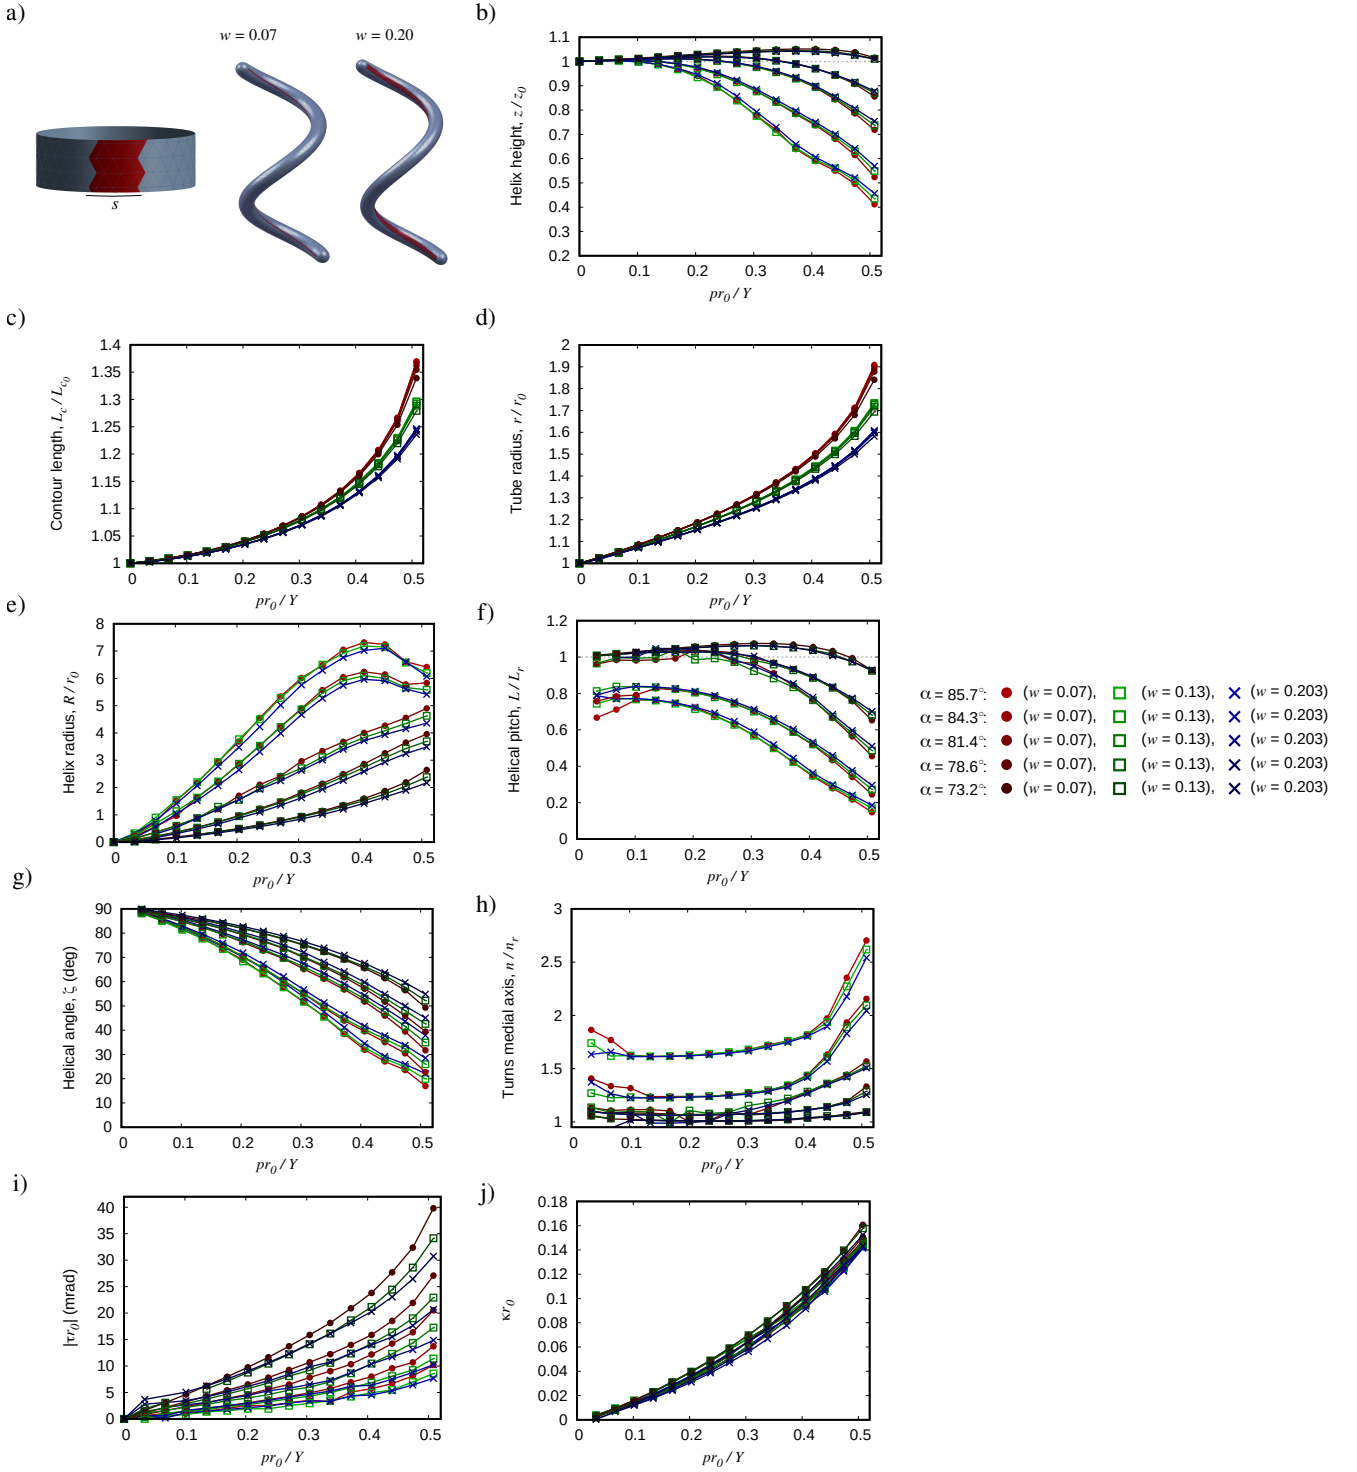 a)
w = 0.07
w = 0.20
s
b)
Helix height, z / z0
1.1
1
0.9
0.8
0.7
0.6
0.5
0.4
0.3
0.2
0 0.1 0.2 0.3 0.4 0.5
pr0 / Y
c)
Contour length, Lc / Lc0
1.4
1.35
1.3
1.25
1.2
1.15
1.1
1.05
1
0 0.1 0.2 0.3 0.4 0.5
pr0 / Y
d)
Tube radius, r / r0
2
1.9
1.8
1.7
1.6
1.5
1.4
1.3
1.2
1.1
1
0 0.1 0.2 0.3 0.4 0.5
pr0 / Y
e)
Helix radius, R / r0
8
7
6
5
4
3
2
1
0
0 0.1 0.2 0.3 0.4 0.5
pr0 / Y
f)
Helical pitch, L / Lr
1.2
1
0.8
0.6
0.4
0.2
0
0 0.1 0.2 0.3 0.4 0.5
pr0 / Y
α = 85.7°: (w = 0.07), (w = 0.13), (w = 0.203)
α = 84.3°: (w = 0.07), (w = 0.13), (w = 0.203)
α = 81.4°: (w = 0.07), (w = 0.13), (w = 0.203)
α = 78.6°: (w = 0.07), (w = 0.13), (w = 0.203)
α = 73.2°: (w = 0.07), (w = 0.13), (w = 0.203)
g)
Helical angle, ζ (deg)
90
80
70
60
50
40
30
20
10
0
0 0.1 0.2 0.3 0.4 0.5
pr0 / Y
h)
Turns medial axis, n / nr
3
2.5
2
1.5
1
0 0.1 0.2 0.3 0.4 0.5
pr0 / Y
i)
|τr0| (mrad)
40
35
30
25
20
15
10
5
0
0 0.1 0.2 0.3 0.4 0.5
pr0 / Y
j)
κr0
0.18
0.16
0.14
0.12
0.1
0.08
0.06
0.04
0.02
0
0 0.1 0.2 0.3 0.4 0.5
pr0 / Y